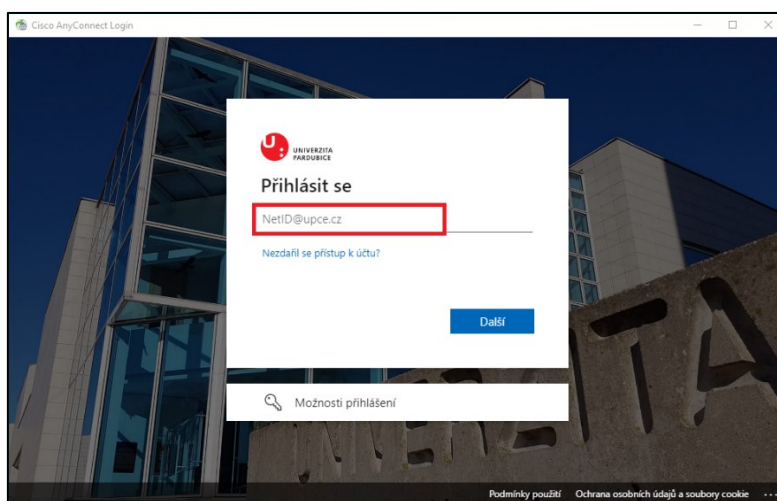 Cisco AnyConnect Login
U:
UNIVERZITA
PARDUBICE
Přihlásit se
NetID@upce.cz
Nezdařil se přístup k účtu?
Další
Možnosti přihlášení
UNIVERZITA
Podmínky použití Ochrana osobních údajů a soubory cookie ...